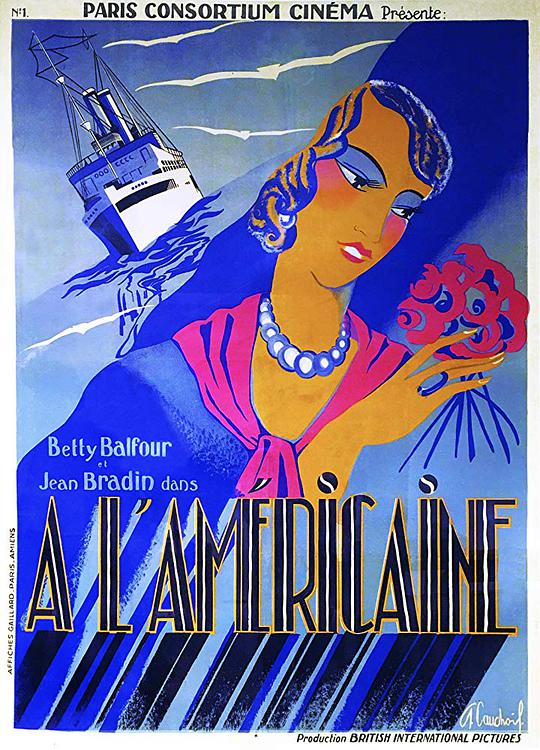 N° 1. PARIS CONSORTIUM CINÉMA Présente:
Betty Balfour
et
Jean Bradin dans
A L'AMERICAINE
AFFICHES GAILLARD. PARIS. AMIENS
Production BRITISH INTERNATIONAL PICTURES